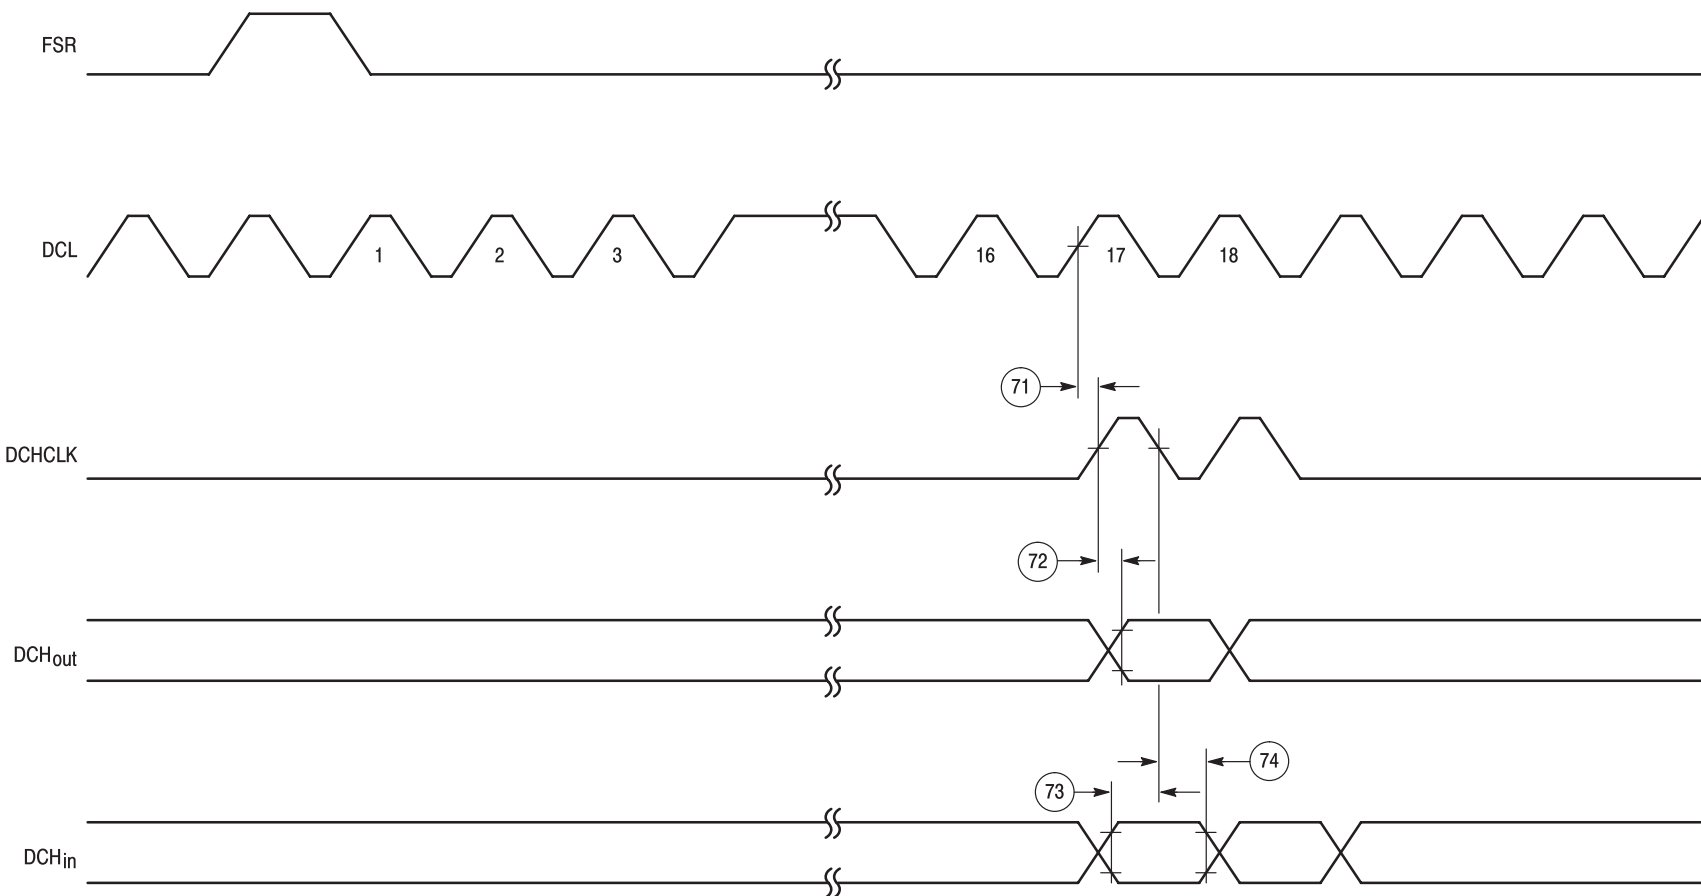 FSR
DCL
1 2 3 16 17 18
71
DCHCLK
72
DCHout
74
73
DCHin